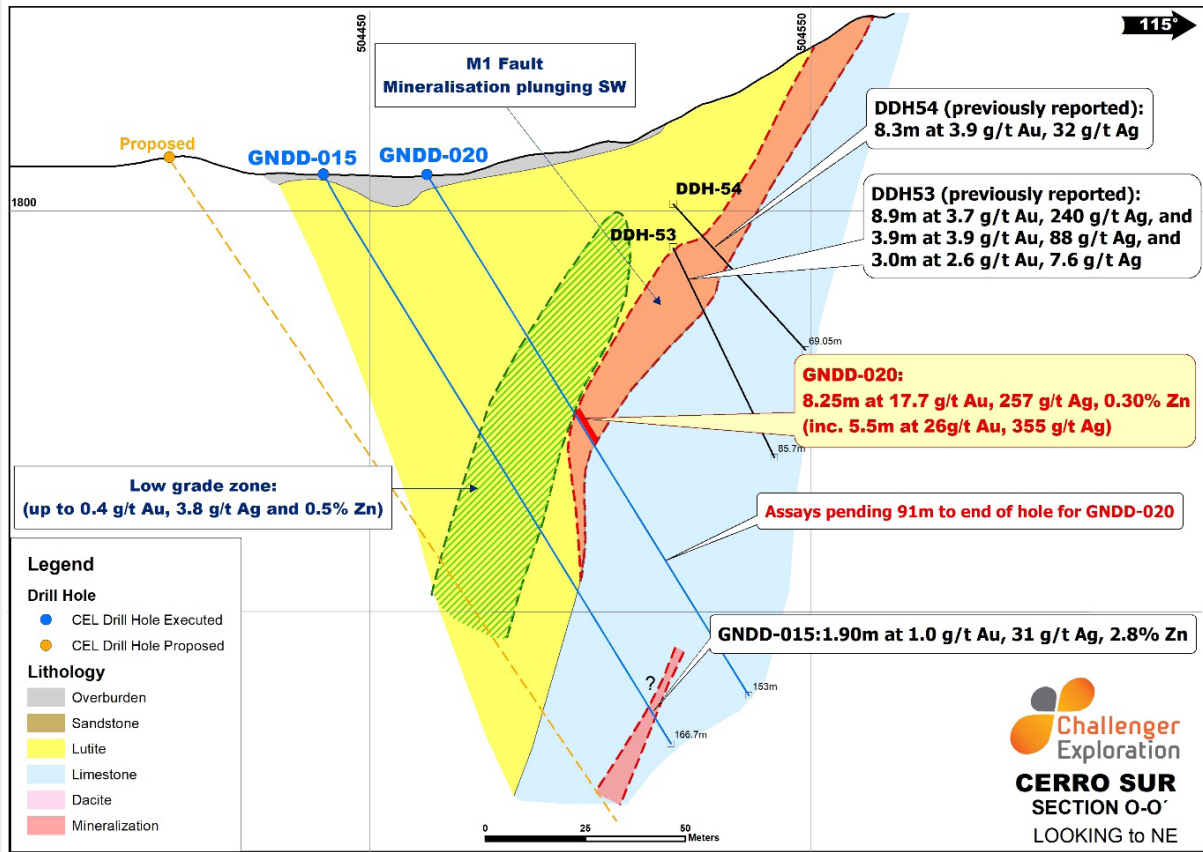 504450
504550
115°
M1 Fault
Mineralisation plunging SW
DDH54 (previously reported):
8.3m at 3.9 g/t Au, 32 g/t Ag
Proposed
GNDD-015
GNDD-020
DDH53 (previously reported):
8.9m at 3.7 g/t Au, 240 g/t Ag, and
3.9m at 3.9 g/t Au, 88 g/t Ag, and
3.0m at 2.6 g/t Au, 7.6 g/t Ag
DDH-54
1800
DDH-53
69.05m
GNDD-020:
8.25m at 17.7 g/t Au, 257 g/t Ag, 0.30% Zn
(inc. 5.5m at 26g/t Au, 355 g/t Ag)
85.7m
Low grade zone:
(up to 0.4 g/t Au, 3.8 g/t Ag and 0.5% Zn)
Assays pending 91m to end of hole for GNDD-020
Legend
Drill Hole
CEL Drill Hole Executed
CEL Drill Hole Proposed
Lithology
Overburden
Sandstone
Lutite
Limestone
Dacite
Mineralization
GNDD-015:1.90m at 1.0 g/t Au, 31 g/t Ag, 2.8% Zn
?
153m
166.7m
0 25 50
Meters
Challenger
Exploration
CERRO SUR
SECTION O-O´
LOOKING to NE